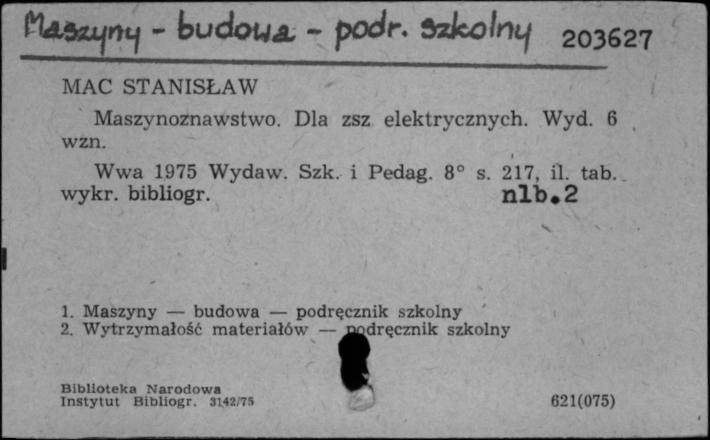 Maszyny - budowa - podr. szkolny 203627
MAC STANISŁAW
Maszynoznawstwo. Dla zsz elektrycznych. Wyd. 6
wzn.
Wwa 1975 Wydaw. Szk. i Pedag. 8° s. 217, il. tab.
wykr. bibliogr. nlb.2
1. Maszyny — budowa — podręcznik szkolny
2. Wytrzymałość materiałów — podręcznik szkolny
Biblioteka Narodowa
Instytut Bibliogr. 3142/75 621(075)